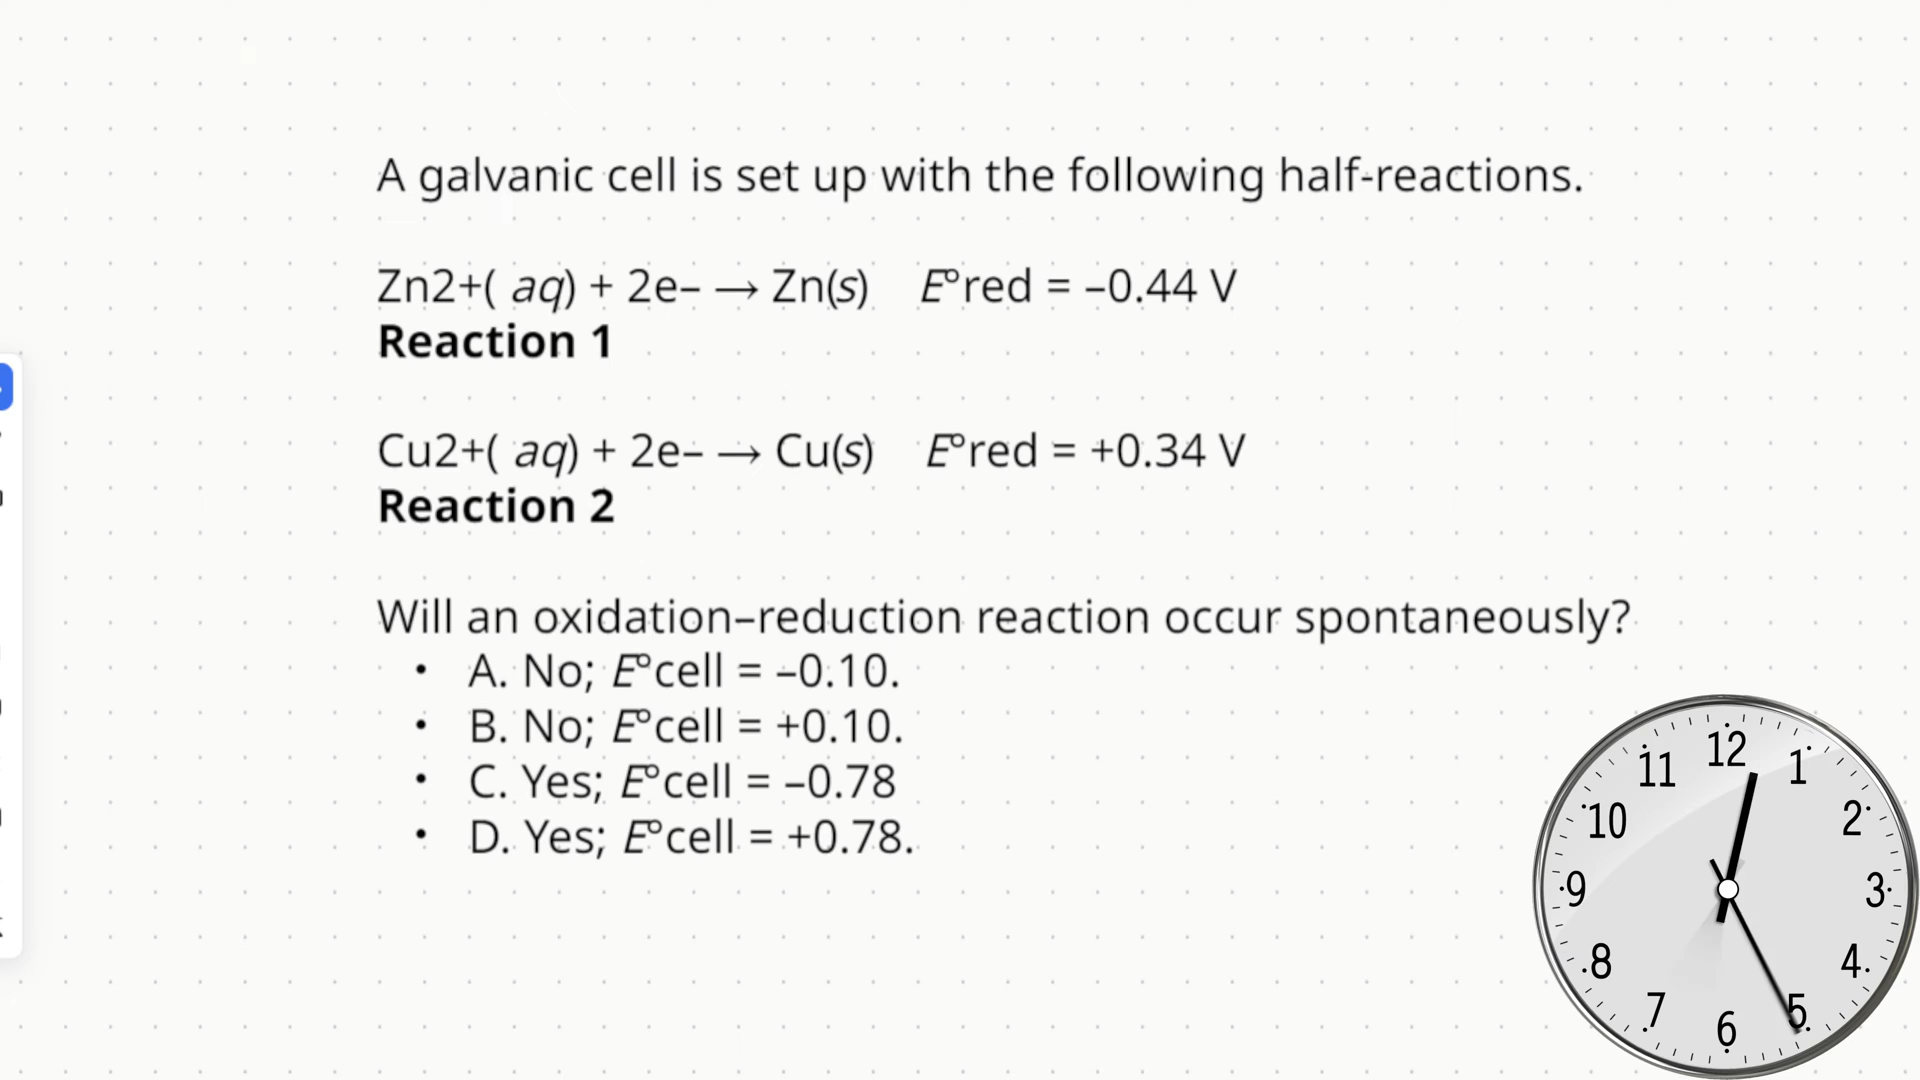 A galvanic cell is set up with the following half-reactions.
Zn2+( aq) + 2e– → Zn(s) E°red = –0.44 V
Reaction 1
Cu2+( aq) + 2e– → Cu(s) E°red = +0.34 V
Reaction 2
Will an oxidation–reduction reaction occur spontaneously?
• A. No; E°cell = –0.10.
• B. No; E°cell = +0.10.
• C. Yes; E°cell = –0.78
• D. Yes; E°cell = +0.78.
12
1
2
3
4
5
6
7
8
9
10
11